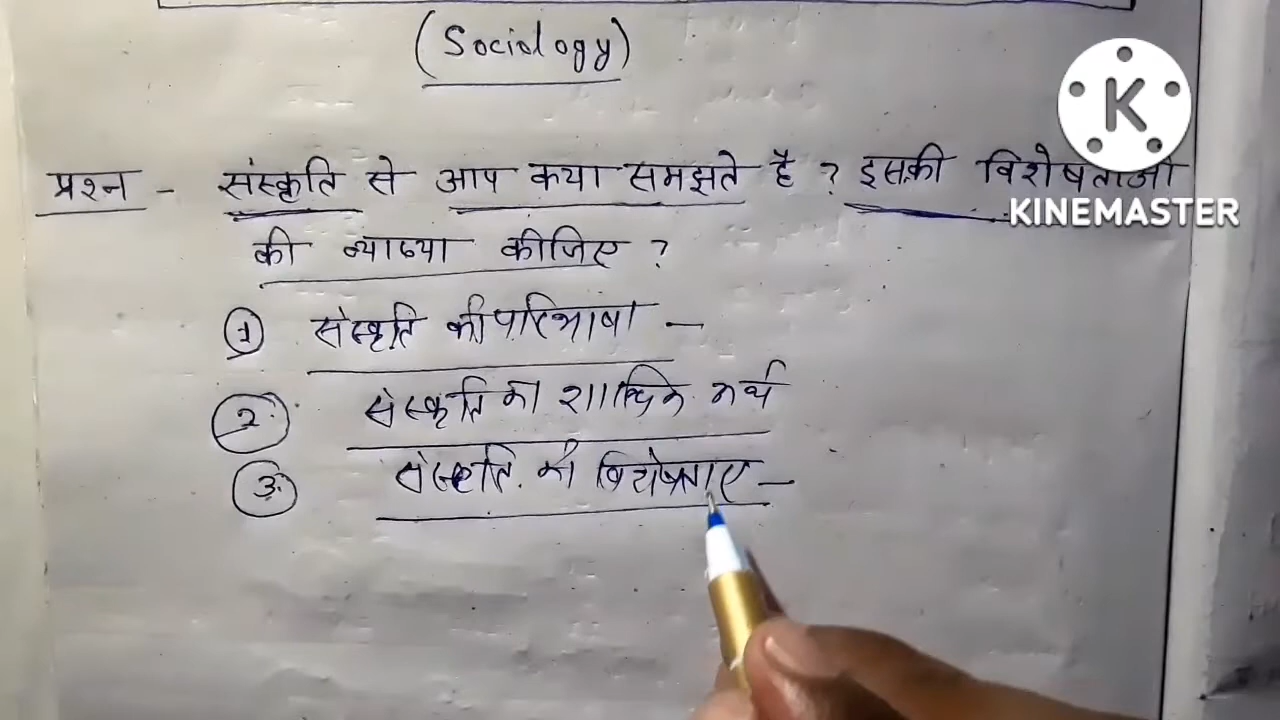 (Sociology)
प्रश्न - संस्कृति से आप क्या समझते है ? इसकी विशेषताओ
की व्याख्या कीजिए ?
① संस्कृति की परिभाषा -
② संस्कृति का शाब्दिक अर्थ
③ संस्कृति की विशेषताए -
K
KINEMASTER